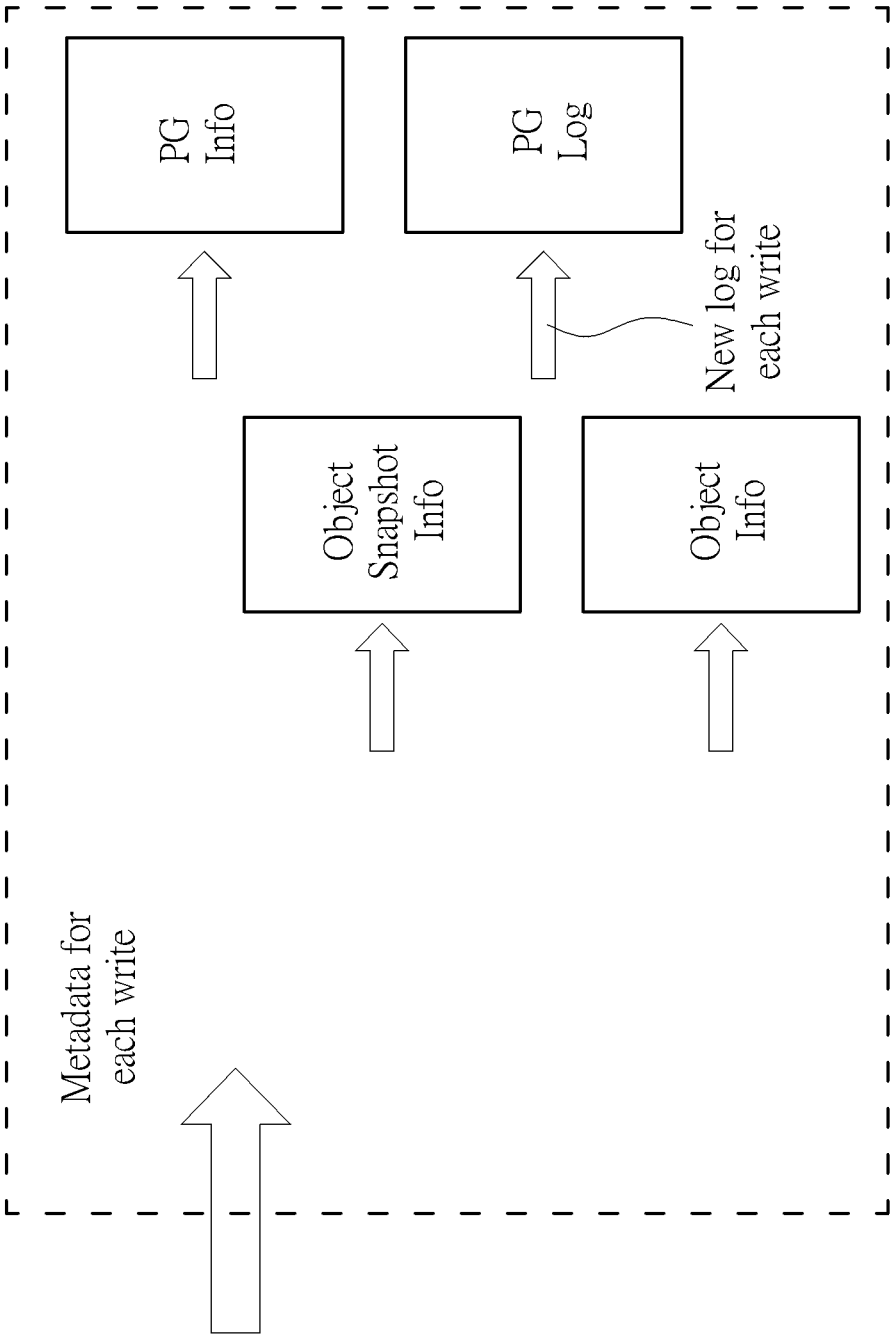 Metadata for
each write
Object
Snapshot
Info
Object
Info
PG
Info
PG
Log
New log for
each write